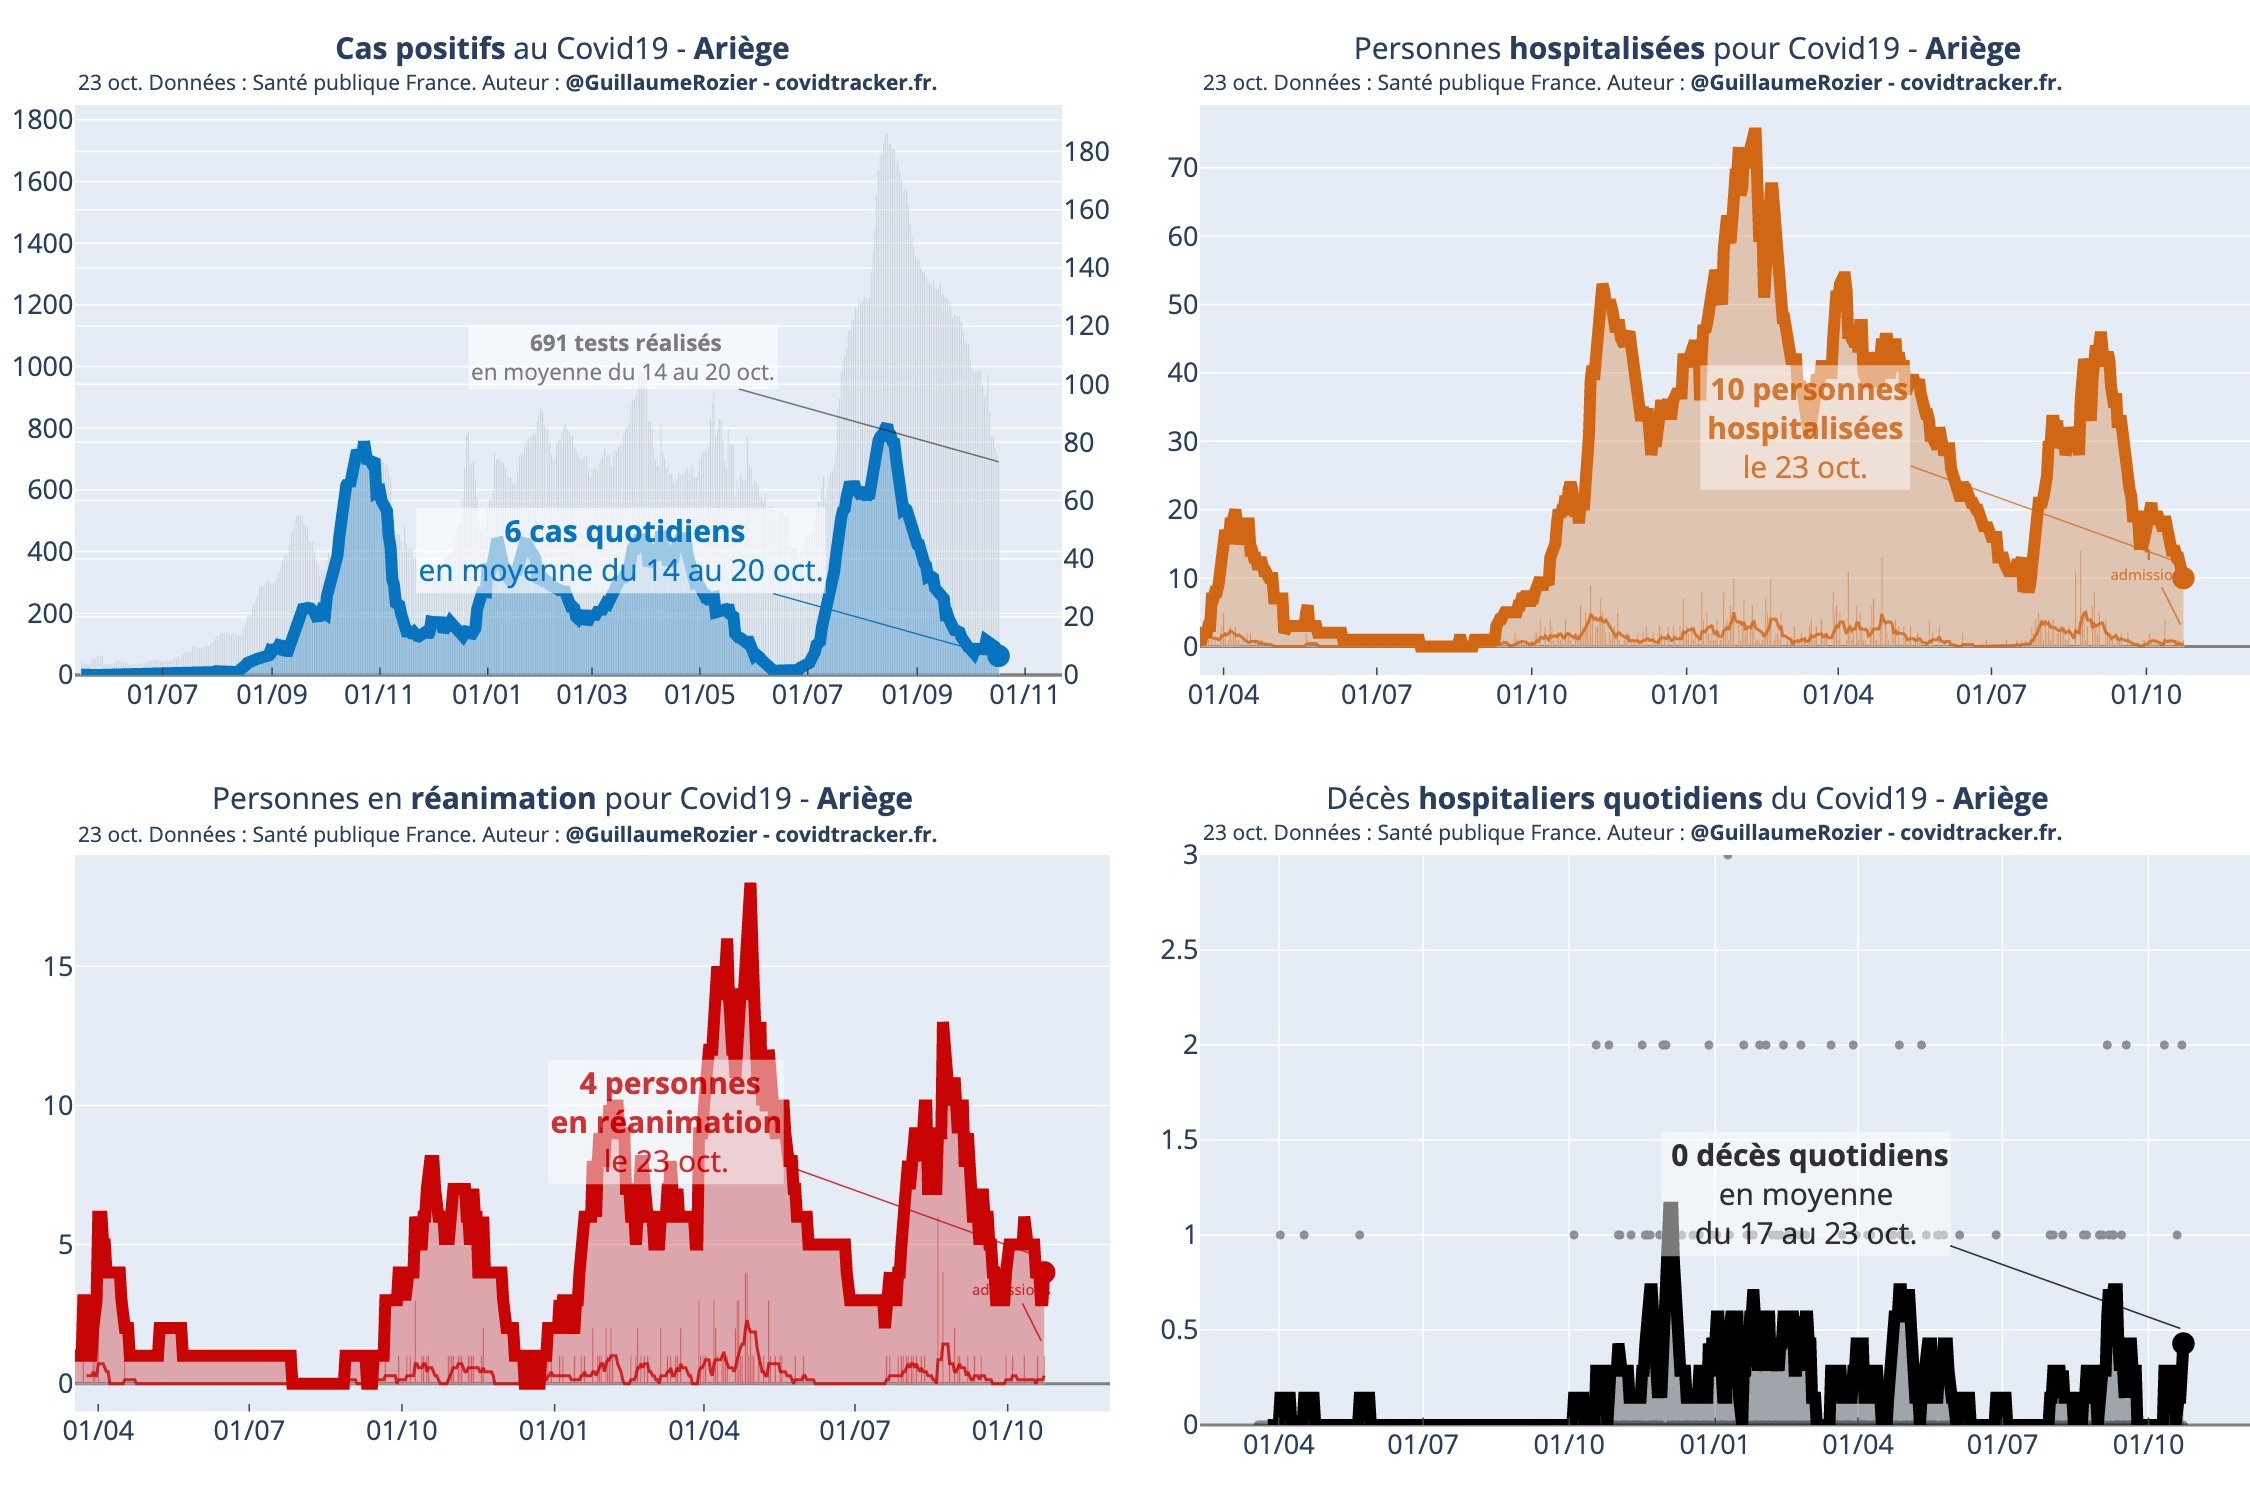 Cas positifs au Covid19 - Ariège
23 oct. Données : Santé publique France. Auteur : @GuillaumeRozier - covidtracker.fr.
1800
1600
1400
1200
1000
800
600
400
200
0
180
160
140
120
100
80
60
40
20
0
691 tests réalisés
en moyenne du 14 au 20 oct.
6 cas quotidiens
en moyenne du 14 au 20 oct.
01/07 01/09 01/11 01/01 01/03 01/05 01/07 01/09 01/11
Personnes hospitalisées pour Covid19 - Ariège
23 oct. Données : Santé publique France. Auteur : @GuillaumeRozier - covidtracker.fr.
70
60
50
40
30
20
10
0
10 personnes
hospitalisées
le 23 oct.
01/04 01/07 01/10 01/01 01/04 01/07 01/10
Personnes en réanimation pour Covid19 - Ariège
23 oct. Données : Santé publique France. Auteur : @GuillaumeRozier - covidtracker.fr.
15
10
5
0
4 personnes
en réanimation
le 23 oct.
admissions
01/04 01/07 01/10 01/01 01/04 01/07 01/10
Décès hospitaliers quotidiens du Covid19 - Ariège
23 oct. Données : Santé publique France. Auteur : @GuillaumeRozier - covidtracker.fr.
3
2.5
2
1.5
1
0.5
0
0 décès quotidiens
en moyenne
du 17 au 23 oct.
01/04 01/07 01/10 01/01 01/04 01/07 01/10